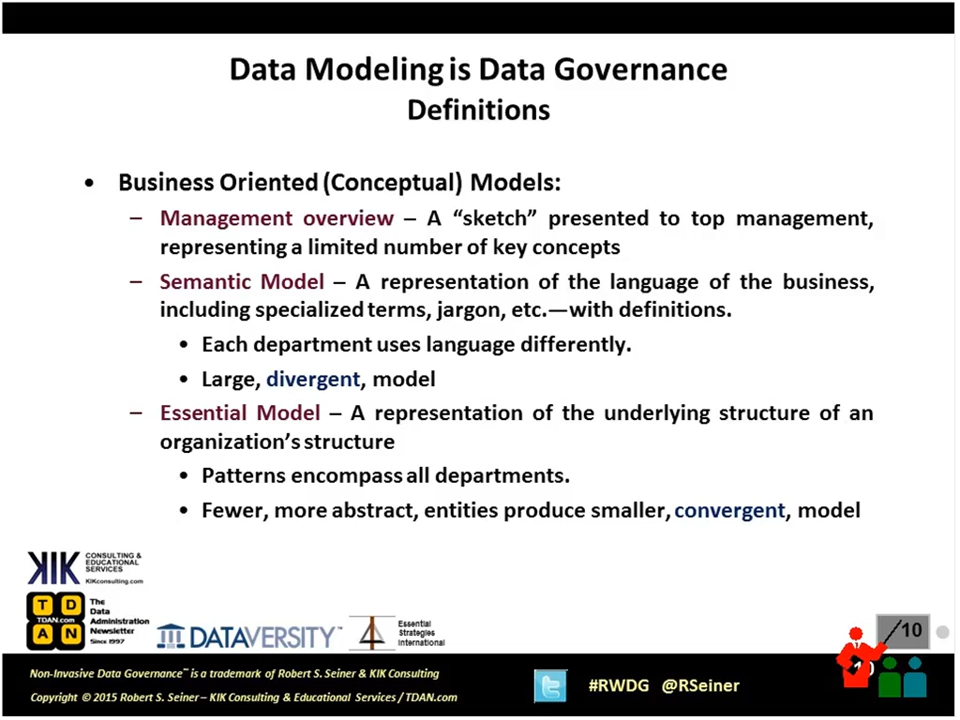 Data Modeling is Data Governance
Definitions
• Business Oriented (Conceptual) Models:
– Management overview – A “sketch” presented to top management,
representing a limited number of key concepts
– Semantic Model – A representation of the language of the business,
including specialized terms, jargon, etc.—with definitions.
• Each department uses language differently.
• Large, divergent, model
– Essential Model – A representation of the underlying structure of an
organization’s structure
• Patterns encompass all departments.
• Fewer, more abstract, entities produce smaller, convergent, model
KIK CONSULTING &
EDUCATIONAL
SERVICES
KIKconsulting.com
T D
TDAN.com
A N
The
Data
Administration
Newsletter
Since 1997
DATAVERSITY™
Essential
Strategies
International
/10
10
Non-Invasive Data Governance™ is a trademark of Robert S. Seiner & KIK Consulting
Copyright © 2015 Robert S. Seiner – KIK Consulting & Educational Services / TDAN.com
#RWDG @RSeiner